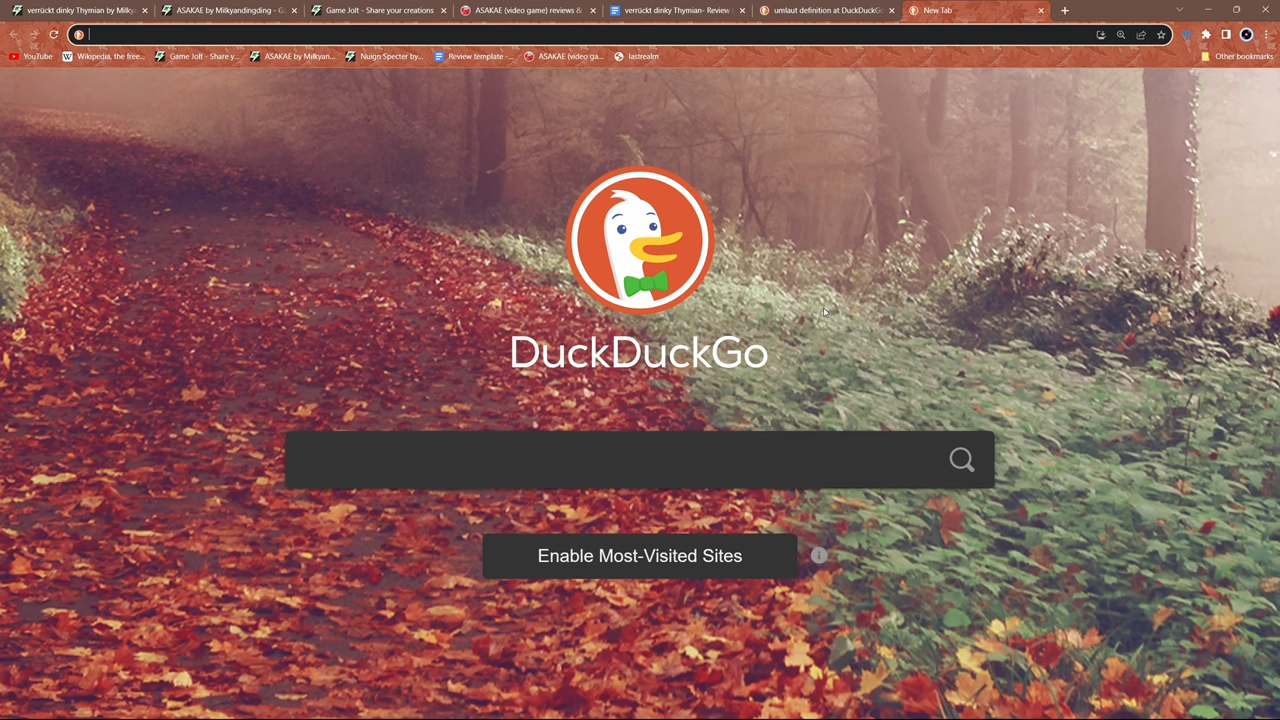 verrückt dinky Thymian by Milky
ASAKAE by Milkyandingding - G
Game Jolt - Share your creations
ASAKAE (video game) reviews &
verrückt dinky Thymian- Review
umlaut definition at DuckDuckG
New Tab
YouTube
Wikipedia, the free...
Game Jolt - Share y...
ASAKAE by Milkyan...
Nuigo Specter by...
Review template -...
ASAKAE (video ga...
lastrealm
Other bookmarks
DuckDuckGo
Enable Most-Visited Sites